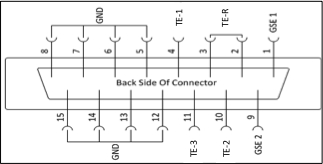 GND
TE-1
TE-R
GSE 1
8
7
6
5
4
3
2
1
Back Side Of Connector
15
14
13
12
11
10
9
GND
TE-3
TE-2
GSE 2